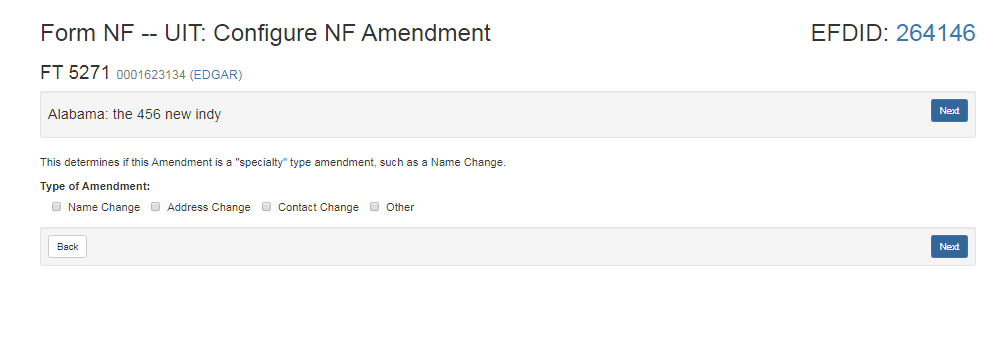 Form NF -- UIT: Configure NF Amendment EFDID: 264146
FT 5271 0001623134 (EDGAR)
Alabama: the 456 new indy Next
This determines if this Amendment is a "specialty" type amendment, such as a Name Change.
Type of Amendment:
Name Change Address Change Contact Change Other
Back Next